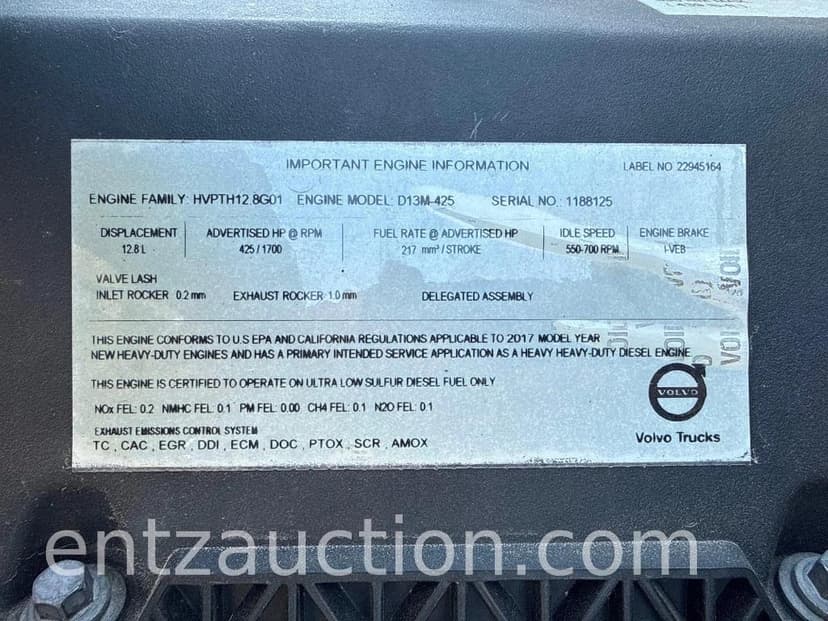 IMPORTANT ENGINE INFORMATION LABEL NO 22945164
ENGINE FAMILY: HVPTH12.8G01 ENGINE MODEL: D13M-425 SERIAL NO.: 1188125
DISPLACEMENT ADVERTISED HP @ RPM FUEL RATE @ ADVERTISED HP IDLE SPEED ENGINE BRAKE
12.8 L 425 / 1700 217 mm³ / STROKE 550-700 RPM I-VEB
VALVE LASH
INLET ROCKER 0.2 mm EXHAUST ROCKER 1.0 mm DELEGATED ASSEMBLY
THIS ENGINE CONFORMS TO U.S EPA AND CALIFORNIA REGULATIONS APPLICABLE TO 2017 MODEL YEAR
NEW HEAVY-DUTY ENGINES AND HAS A PRIMARY INTENDED SERVICE APPLICATION AS A HEAVY HEAVY-DUTY DIESEL ENGINE
THIS ENGINE IS CERTIFIED TO OPERATE ON ULTRA LOW SULFUR DIESEL FUEL ONLY
NOx FEL: 0.2 NMHC FEL: 0.1 PM FEL: 0.00 CH4 FEL: 0.1 N2O FEL: 0.1
EXHAUST EMISSIONS CONTROL SYSTEM
TC , CAC , EGR , DDI , ECM , DOC , PTOX , SCR , AMOX
VOLVO
Volvo Trucks
entzauction.com